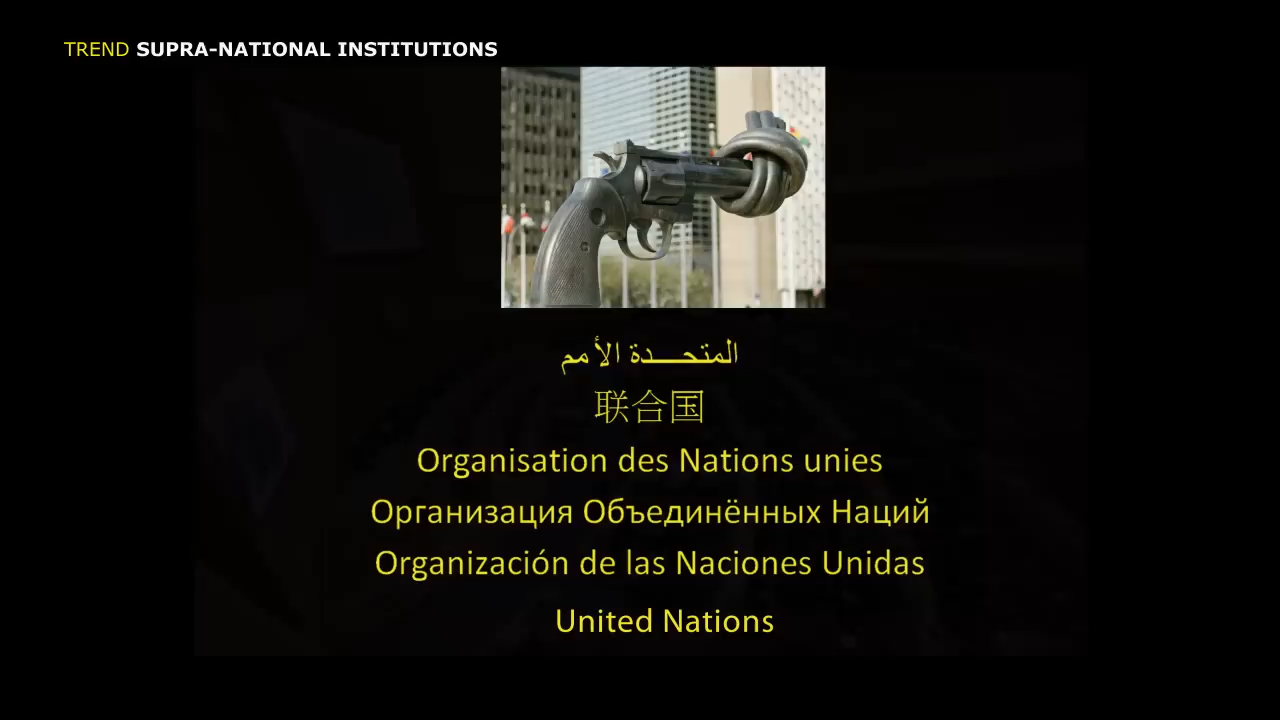 TREND SUPRA-NATIONAL INSTITUTIONS
المتحـــدة الأمم
联合国
Organisation des Nations unies
Организация Объединённых Наций
Organización de las Naciones Unidas
United Nations